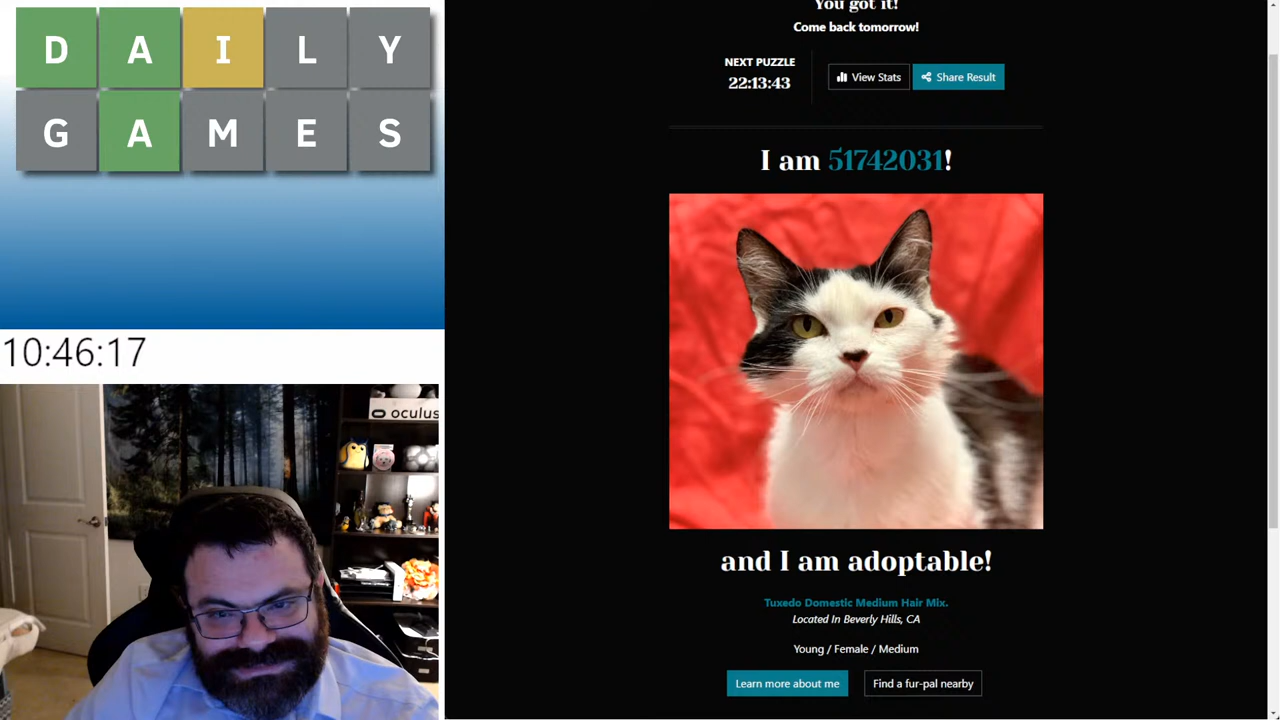 DAILY
GAMES
10:46:17
oculus
You got it!
Come back tomorrow!
NEXT PUZZLE
22:13:43
View Stats
Share Result
I am 51742031!
and I am adoptable!
Tuxedo Domestic Medium Hair Mix.
Located In Beverly Hills, CA
Young / Female / Medium
Learn more about me
Find a fur-pal nearby